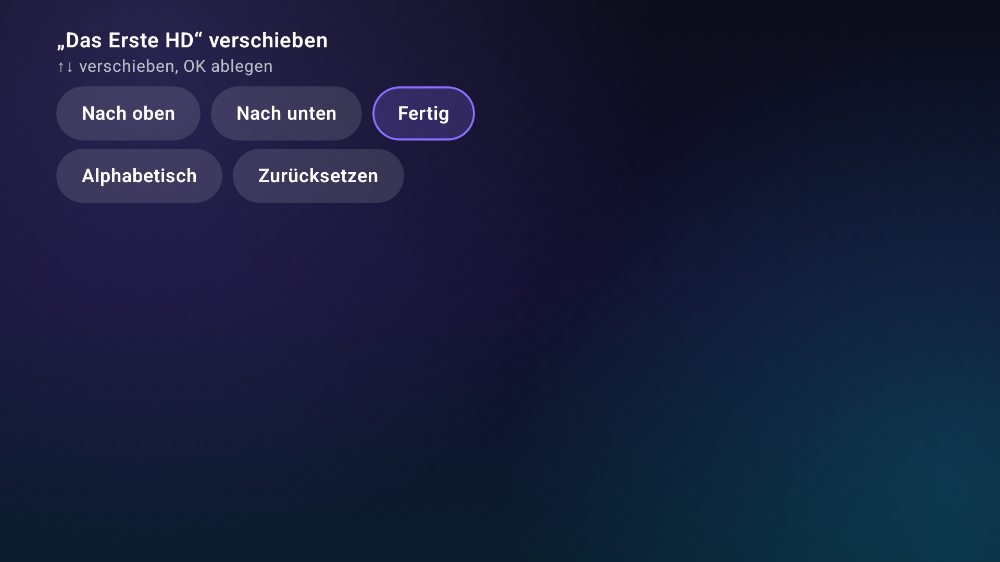 „Das Erste HD“ verschieben
↑↓ verschieben, OK ablegen
Nach oben Nach unten Fertig
Alphabetisch Zurücksetzen